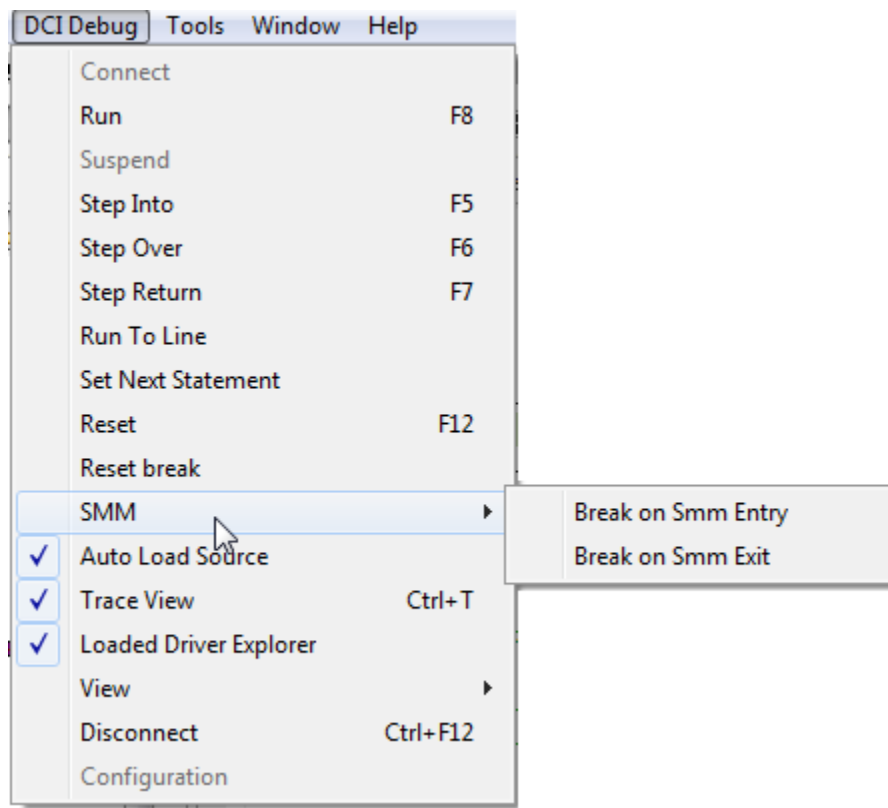 DCI Debug Tools Window Help
Connect
Run F8
Suspend
Step Into F5
Step Over F6
Step Return F7
Run To Line
Set Next Statement
Reset F12
Reset break
SMM
Break on Smm Entry
Break on Smm Exit
Auto Load Source
Trace View Ctrl+T
Loaded Driver Explorer
View
Disconnect Ctrl+F12
Configuration